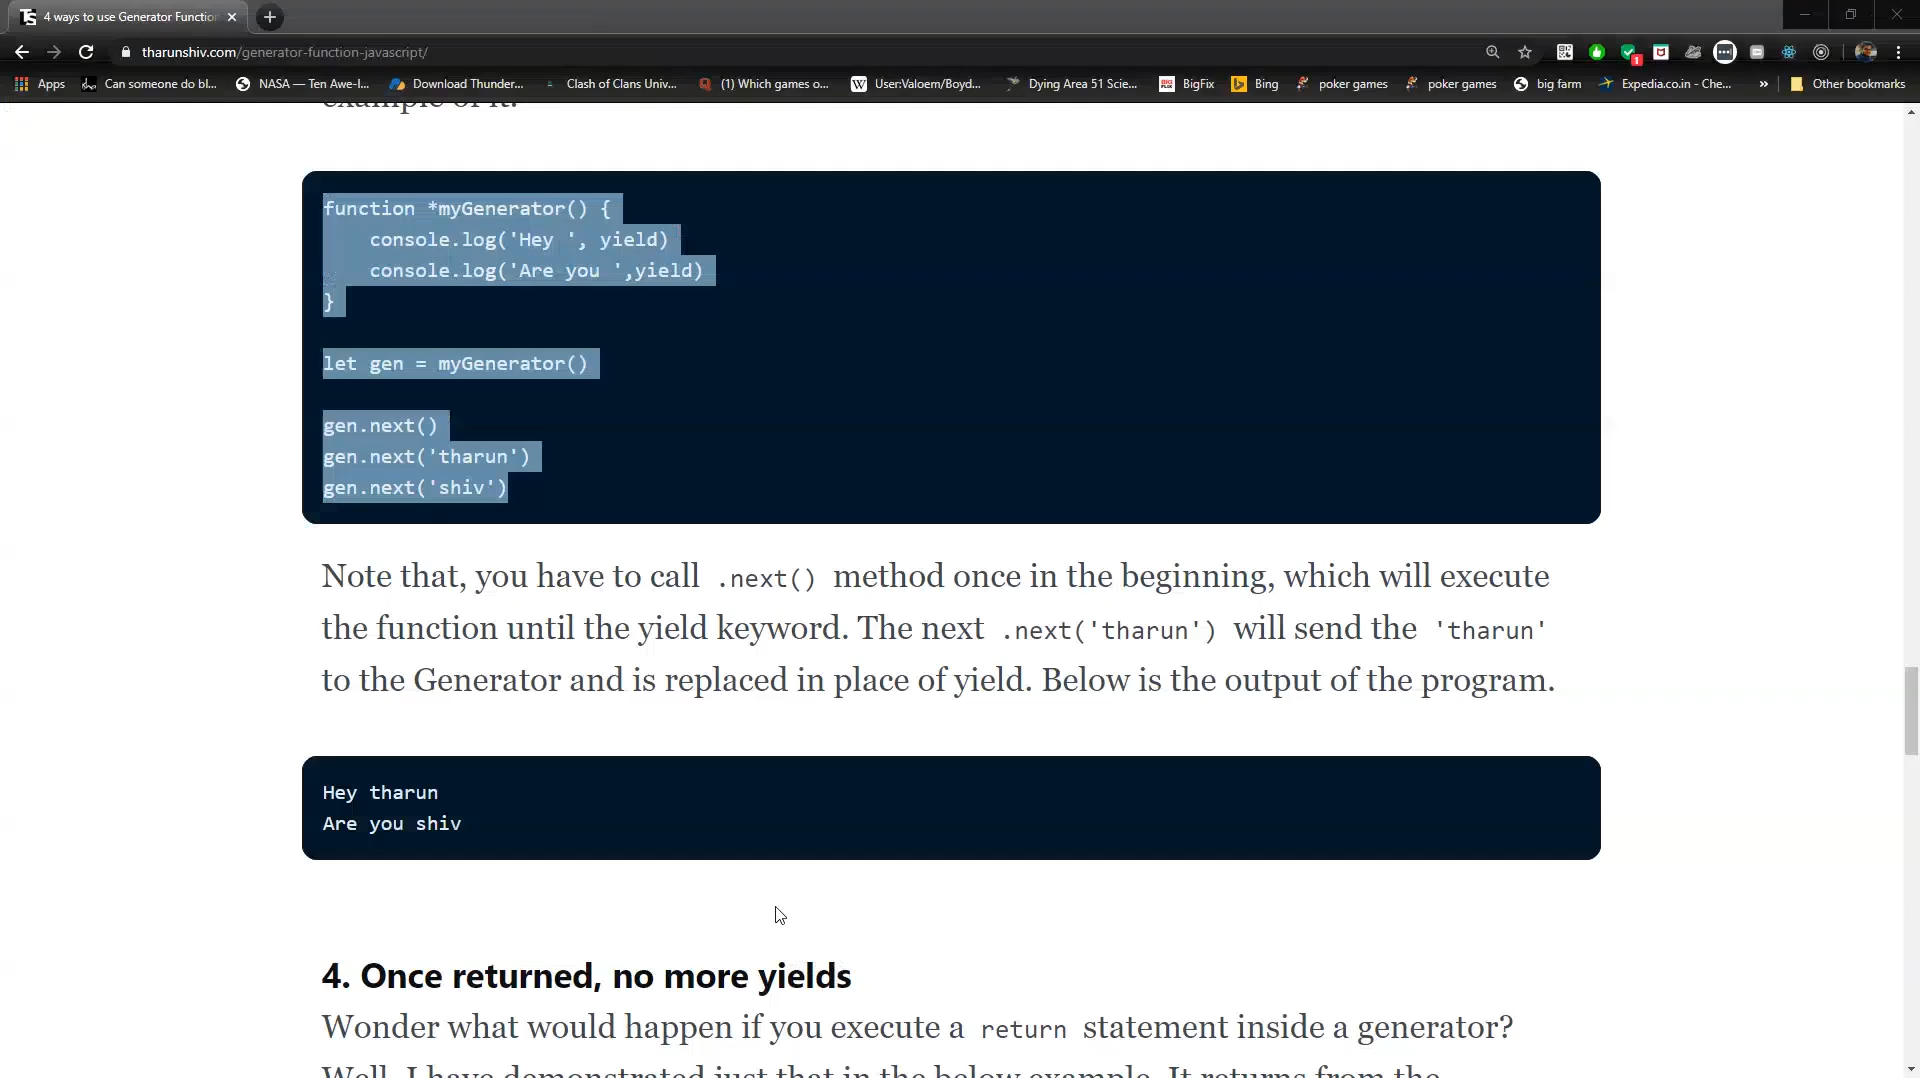 4 ways to use Generator Function
tharunshiv.com/generator-function-javascript/
Apps
Can someone do bl...
NASA — Ten Awe-I...
Download Thunder...
Clash of Clans Univ...
(1) Which games o...
User:Valoem/Boyd...
Dying Area 51 Scie...
BigFix
Bing
poker games
poker games
big farm
Expedia.co.in - Che...
»
Other bookmarks
example of it.
function *myGenerator() {
    console.log('Hey ', yield)
    console.log('Are you ',yield)
}
let gen = myGenerator()
gen.next()
gen.next('tharun')
gen.next('shiv')
Note that, you have to call .next() method once in the beginning, which will execute
the function until the yield keyword. The next .next('tharun') will send the 'tharun'
to the Generator and is replaced in place of yield. Below is the output of the program.
Hey tharun
Are you shiv
4. Once returned, no more yields
Wonder what would happen if you execute a return statement inside a generator?
Well, I have demonstrated just that in the below example. It returns from the